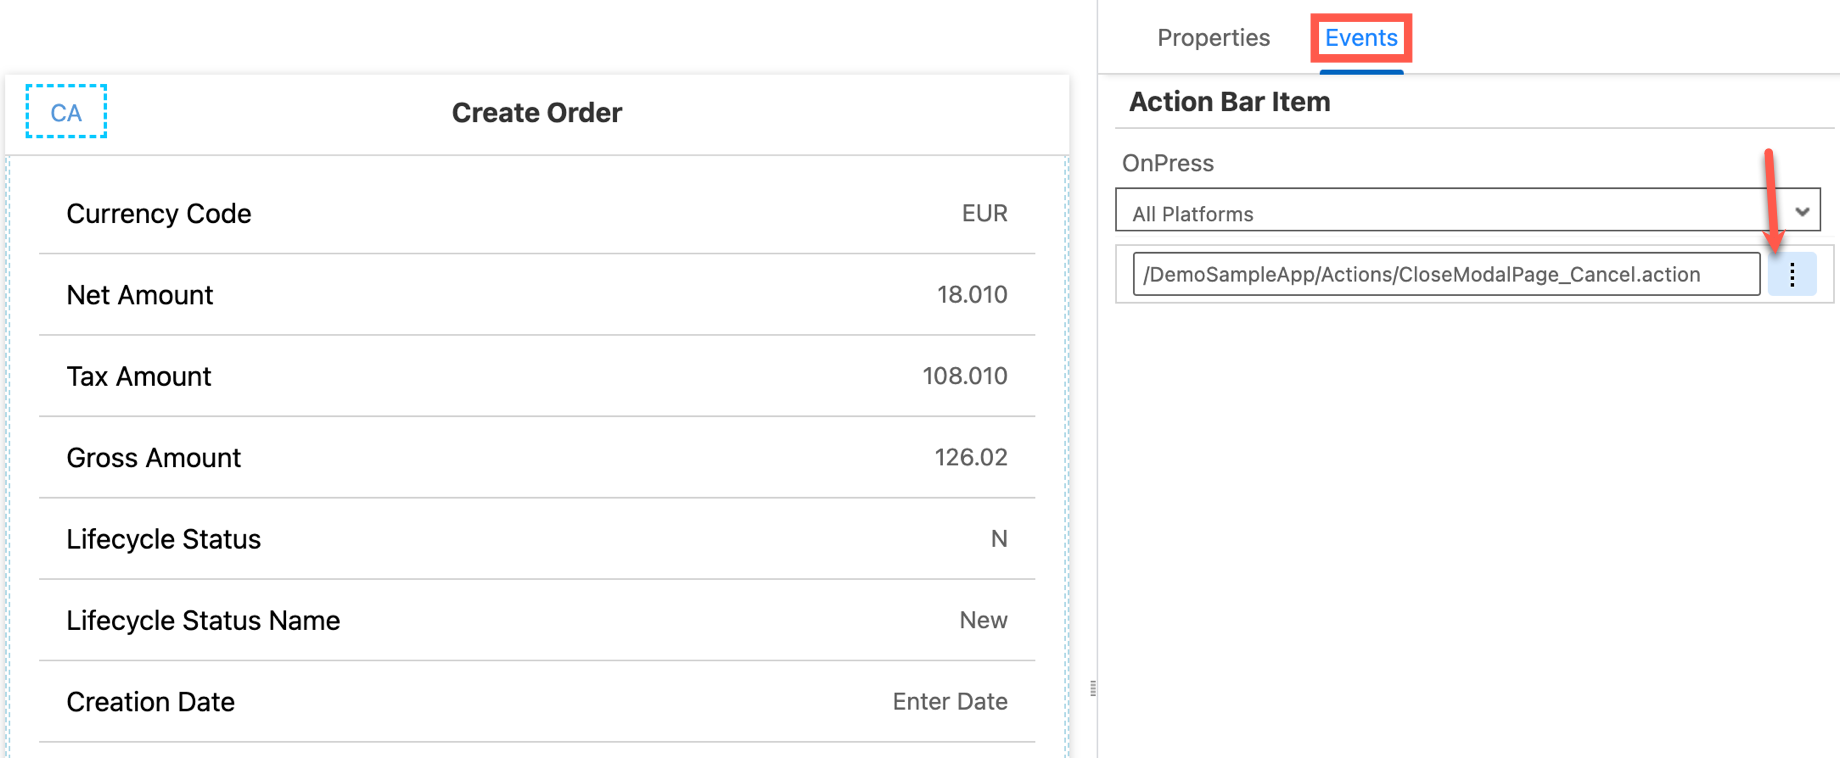 CA
Create Order
Currency Code EUR
Net Amount 18.010
Tax Amount 108.010
Gross Amount 126.02
Lifecycle Status N
Lifecycle Status Name New
Creation Date Enter Date
Properties Events
Action Bar Item
OnPress
All Platforms
/DemoSampleApp/Actions/CloseModalPage_Cancel.action